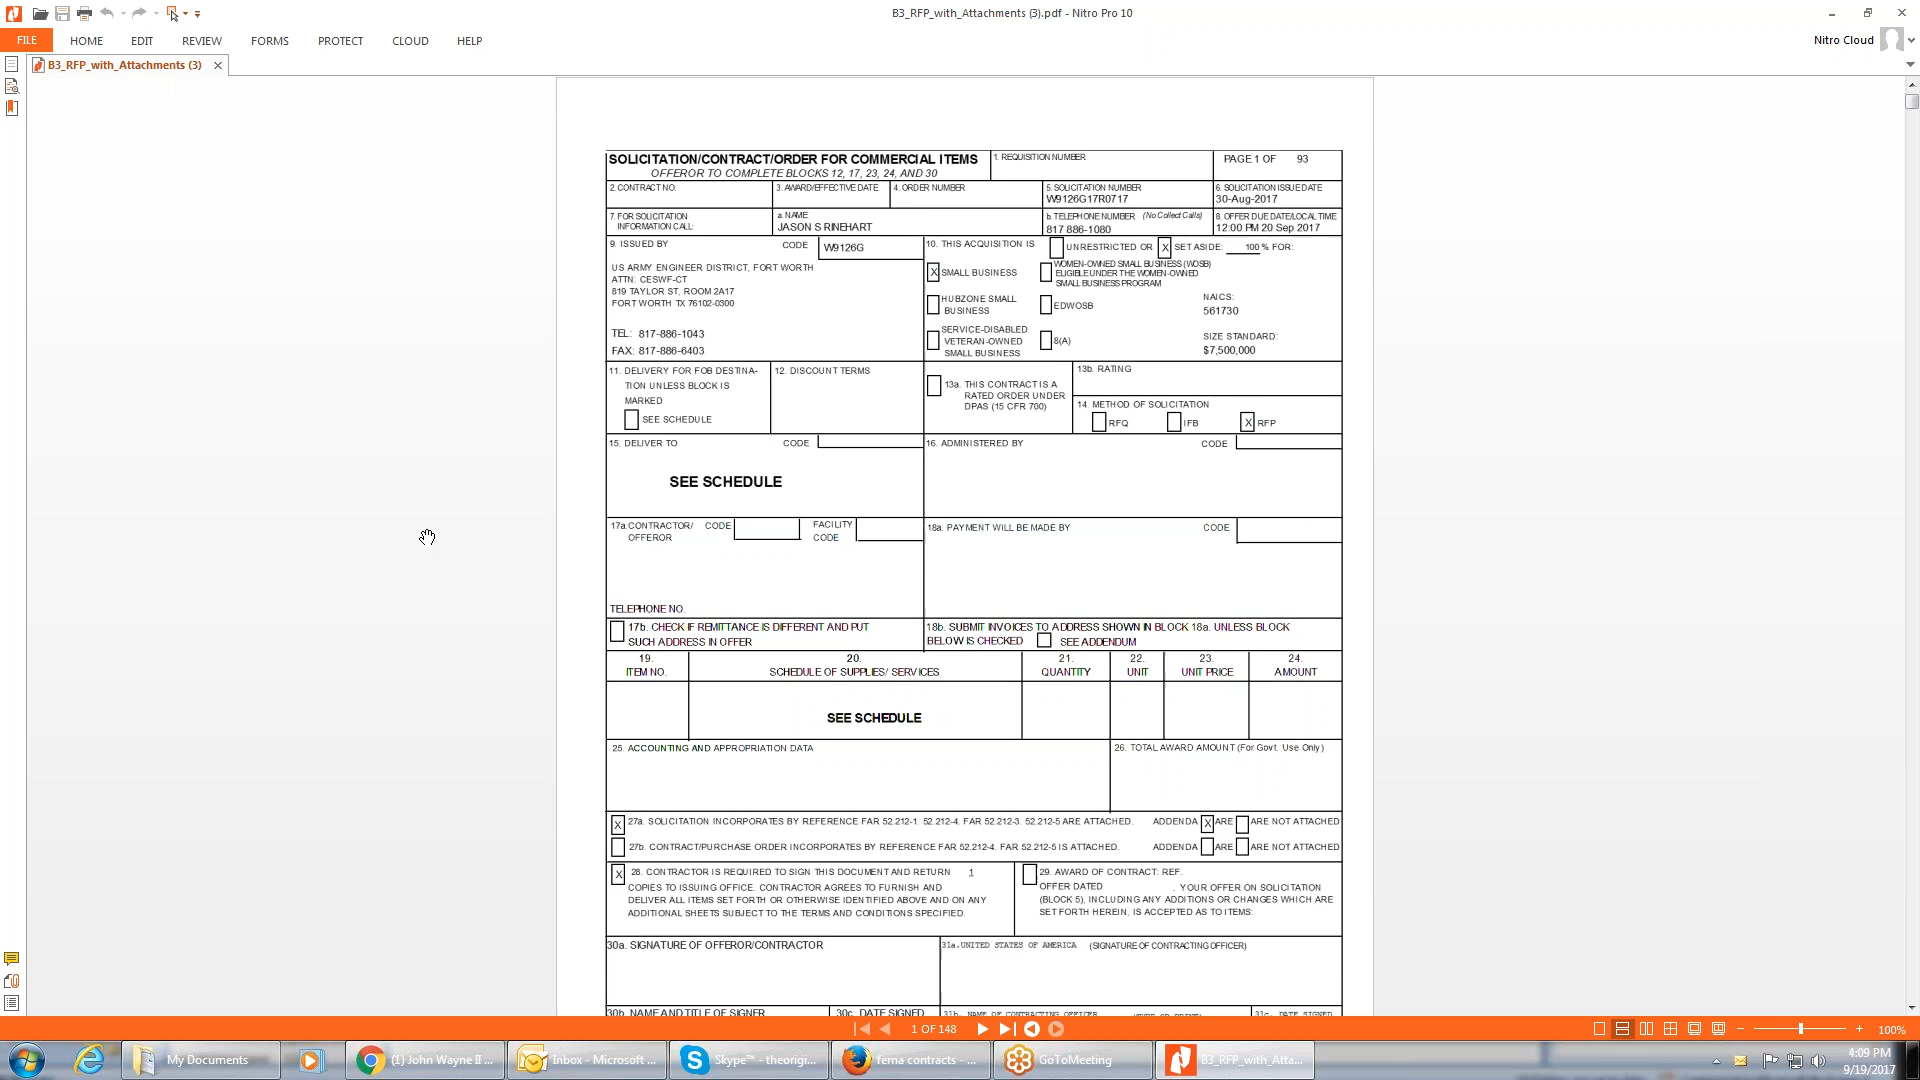 B3_RFP_with_Attachments (3).pdf - Nitro Pro 10
FILE HOME EDIT REVIEW FORMS PROTECT CLOUD HELP
Nitro Cloud
B3_RFP_with_Attachments (3)
SOLICITATION/CONTRACT/ORDER FOR COMMERCIAL ITEMS
OFFEROR TO COMPLETE BLOCKS 12, 17, 23, 24, AND 30
1. REQUISITION NUMBER
PAGE 1 OF 93
2. CONTRACT NO.
3. AWARD/EFFECTIVE DATE
4. ORDER NUMBER
5. SOLICITATION NUMBER
W9126G17R0717
6. SOLICITATION ISSUE DATE
30-Aug-2017
7. FOR SOLICITATION
INFORMATION CALL:
a. NAME
JASON S RINEHART
b. TELEPHONE NUMBER (No Collect Calls)
817 886-1080
8. OFFER DUE DATE/LOCAL TIME
12:00 PM 20 Sep 2017
9. ISSUED BY
CODE W9126G
US ARMY ENGINEER DISTRICT, FORT WORTH
ATTN: CESWF-CT
819 TAYLOR ST, ROOM 2A17
FORT WORTH TX 76102-0300
TEL: 817-886-1043
FAX: 817-886-6403
10. THIS ACQUISITION IS
UNRESTRICTED OR X SET ASIDE: 100 % FOR:
X SMALL BUSINESS
WOMEN-OWNED SMALL BUSINESS (WOSB)
ELIGIBLE UNDER THE WOMEN-OWNED
SMALL BUSINESS PROGRAM
HUBZONE SMALL
BUSINESS
EDWOSB
NAICS:
561730
SERVICE-DISABLED
VETERAN-OWNED
SMALL BUSINESS
8(A)
SIZE STANDARD:
$7,500,000
11. DELIVERY FOR FOB DESTINA-
TION UNLESS BLOCK IS
MARKED
SEE SCHEDULE
12. DISCOUNT TERMS
13a. THIS CONTRACT IS A
RATED ORDER UNDER
DPAS (15 CFR 700)
13b. RATING
14. METHOD OF SOLICITATION
RFQ IFB X RFP
15. DELIVER TO CODE
SEE SCHEDULE
16. ADMINISTERED BY CODE
17a.CONTRACTOR/ CODE FACILITY
OFFEROR CODE
TELEPHONE NO.
18a. PAYMENT WILL BE MADE BY CODE
17b. CHECK IF REMITTANCE IS DIFFERENT AND PUT
SUCH ADDRESS IN OFFER
18b. SUBMIT INVOICES TO ADDRESS SHOWN IN BLOCK 18a. UNLESS BLOCK
BELOW IS CHECKED SEE ADDENDUM
19. 20. 21. 22. 23. 24.
ITEM NO. SCHEDULE OF SUPPLIES/ SERVICES QUANTITY UNIT UNIT PRICE AMOUNT
SEE SCHEDULE
25. ACCOUNTING AND APPROPRIATION DATA
26. TOTAL AWARD AMOUNT (For Govt. Use Only)
X 27a. SOLICITATION INCORPORATES BY REFERENCE FAR 52.212-1. 52.212-4. FAR 52.212-3. 52.212-5 ARE ATTACHED. ADDENDA X ARE ARE NOT ATTACHED
27b. CONTRACT/PURCHASE ORDER INCORPORATES BY REFERENCE FAR 52.212-4. FAR 52.212-5 IS ATTACHED. ADDENDA ARE ARE NOT ATTACHED
X 28. CONTRACTOR IS REQUIRED TO SIGN THIS DOCUMENT AND RETURN 1
COPIES TO ISSUING OFFICE. CONTRACTOR AGREES TO FURNISH AND
DELIVER ALL ITEMS SET FORTH OR OTHERWISE IDENTIFIED ABOVE AND ON ANY
ADDITIONAL SHEETS SUBJECT TO THE TERMS AND CONDITIONS SPECIFIED.
29. AWARD OF CONTRACT: REF.
OFFER DATED . YOUR OFFER ON SOLICITATION
(BLOCK 5), INCLUDING ANY ADDITIONS OR CHANGES WHICH ARE
SET FORTH HEREIN, IS ACCEPTED AS TO ITEMS:
30a. SIGNATURE OF OFFEROR/CONTRACTOR
31a.UNITED STATES OF AMERICA (SIGNATURE OF CONTRACTING OFFICER)
30b. NAME AND TITLE OF SIGNER
30c. DATE SIGNED
31b. NAME OF CONTRACTING OFFICER
31c. DATE SIGNED
1 OF 148
100%
My Documents
(1) John Wayne II ...
Inbox - Microsoft ...
Skype™ - theorigi...
fema contracts - ...
GoToMeeting
B3_RFP_with_Atta...
4:09 PM
9/19/2017